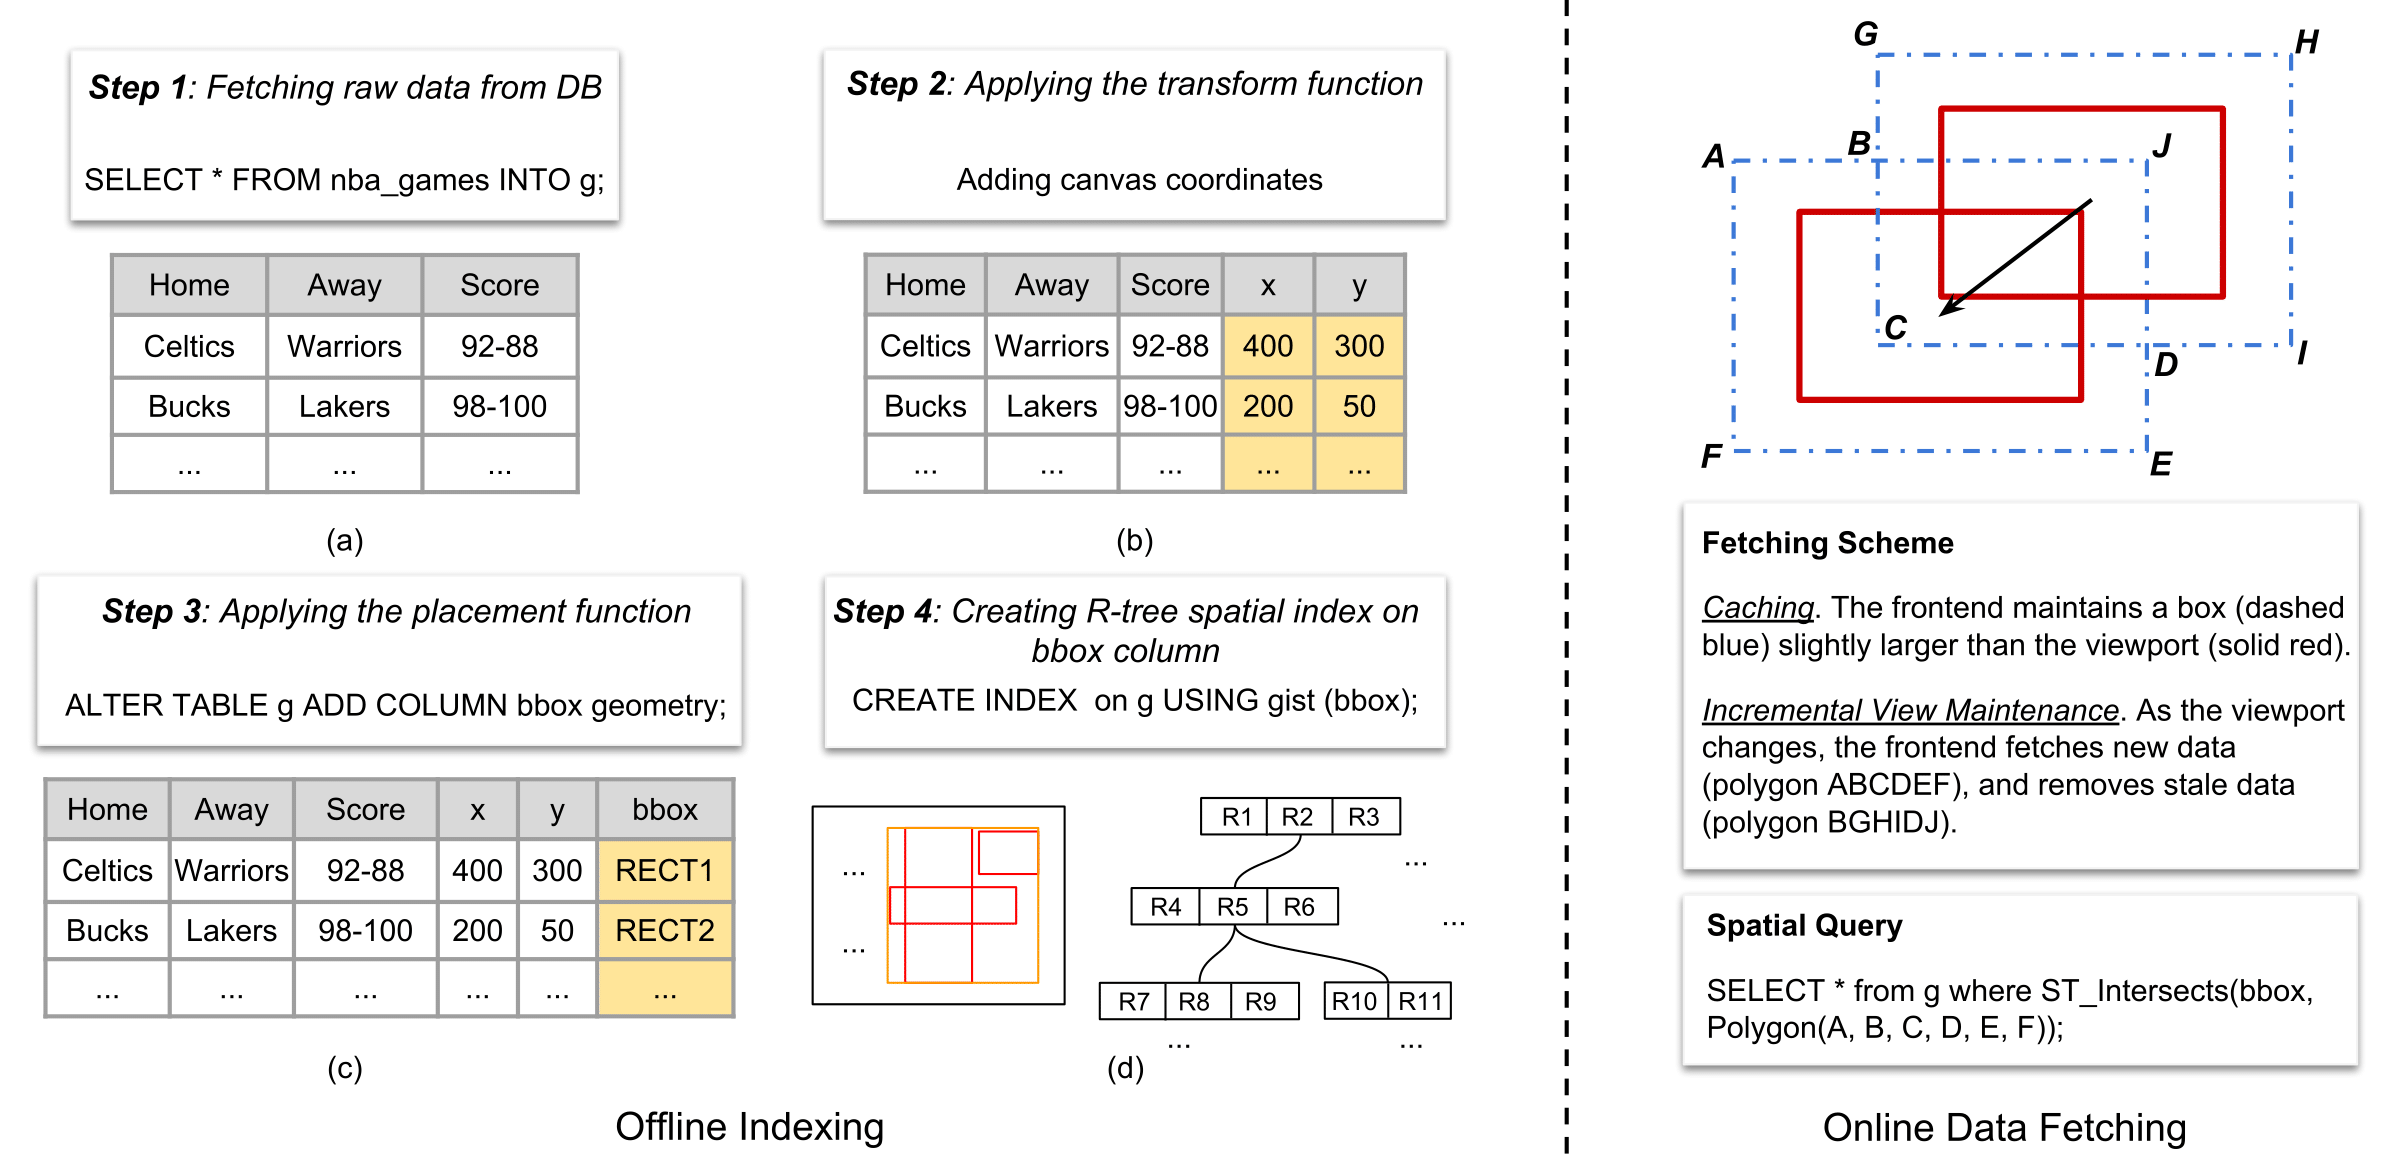 Step 1: Fetching raw data from DB
SELECT * FROM nba_games INTO g;
Home Away Score
Celtics Warriors 92-88
Bucks Lakers 98-100
... ... ...
(a)
Step 2: Applying the transform function
Adding canvas coordinates
Home Away Score x y
Celtics Warriors 92-88 400 300
Bucks Lakers 98-100 200 50
... ... ... ... ...
(b)
Step 3: Applying the placement function
ALTER TABLE g ADD COLUMN bbox geometry;
Home Away Score x y bbox
Celtics Warriors 92-88 400 300 RECT1
Bucks Lakers 98-100 200 50 RECT2
... ... ... ... ... ...
(c)
Step 4: Creating R-tree spatial index on
bbox column
CREATE INDEX on g USING gist (bbox);
...
...
R1 R2 R3
...
R4 R5 R6
...
R7 R8 R9 R10 R11
... ...
(d)
Offline Indexing
G H
A B J
C D I
F E
Fetching Scheme
Caching. The frontend maintains a box (dashed
blue) slightly larger than the viewport (solid red).
Incremental View Maintenance. As the viewport
changes, the frontend fetches new data
(polygon ABCDEF), and removes stale data
(polygon BGHIDJ).
Spatial Query
SELECT * from g where ST_Intersects(bbox,
Polygon(A, B, C, D, E, F));
Online Data Fetching